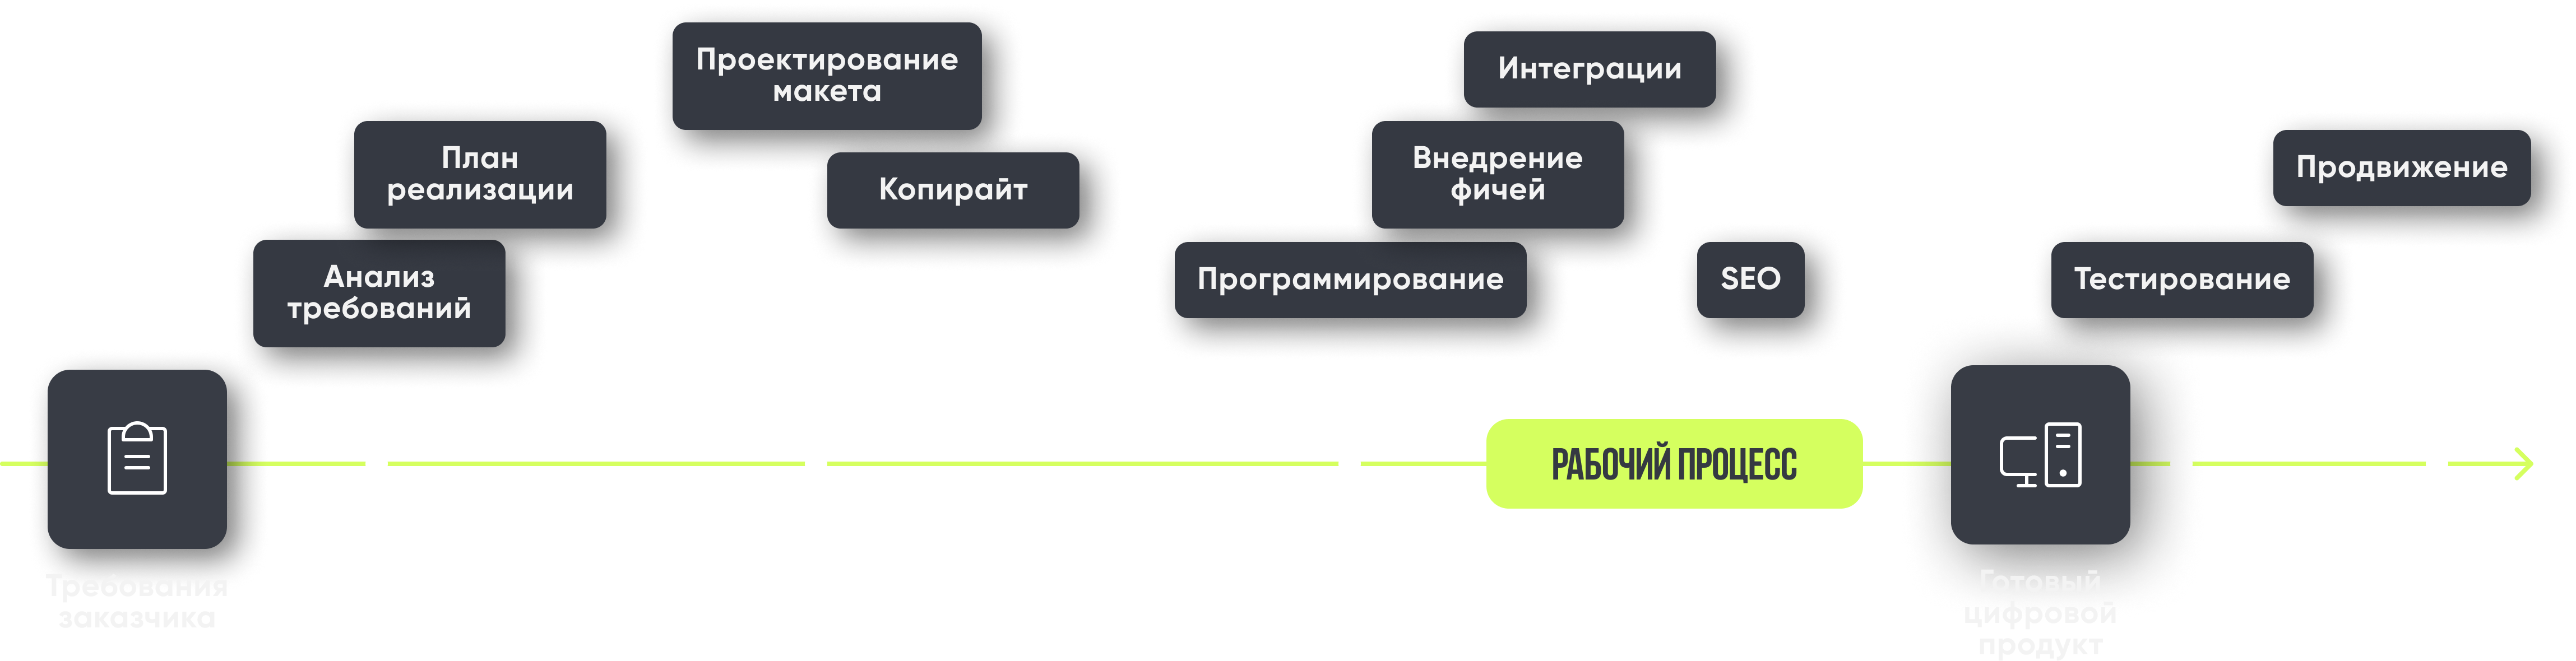 Проектирование
макета
Интеграции
План
реализации
Внедрение
фичей
Продвижение
Копирайт
Анализ
требований
Программирование
SEO
Тестирование
РАБОЧИЙ ПРОЦЕСС
Требования
заказчика
Готовый
цифровой
продукт